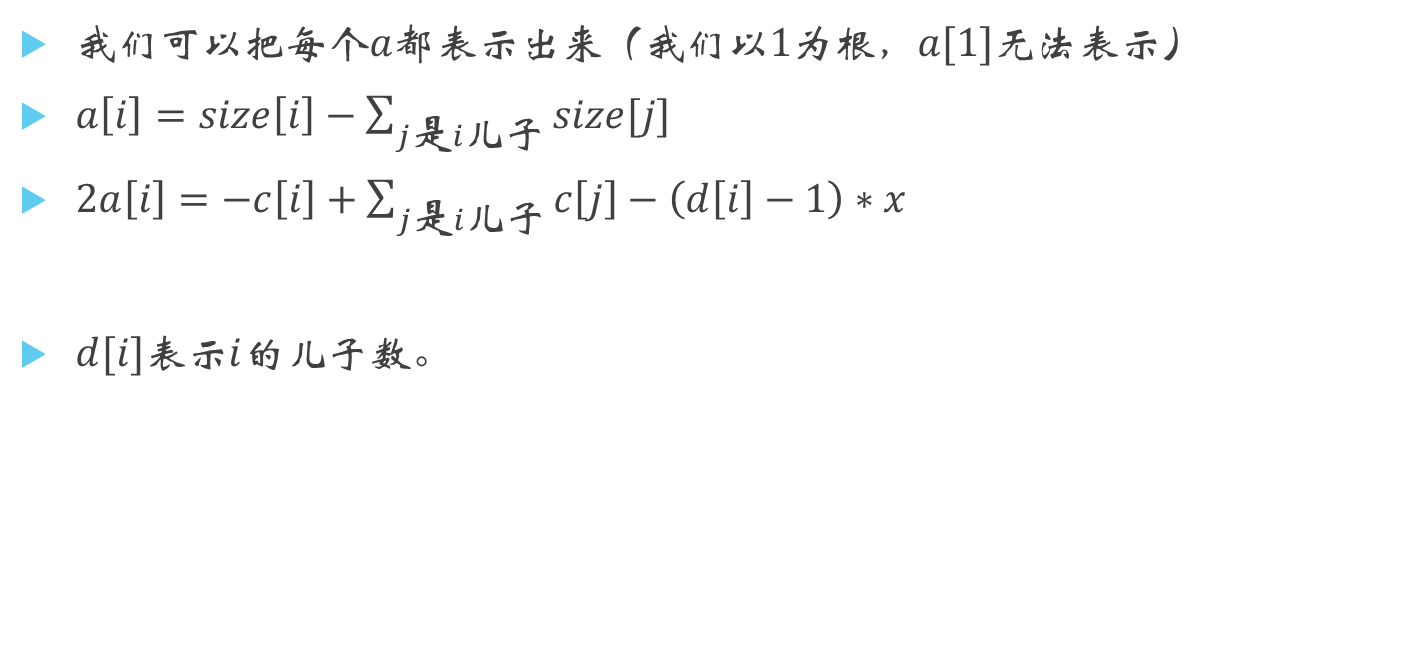 我们可以把每个a都表示出来（我们以1为根，a[1]无法表示）
a[i] = size[i] − ∑_{j是i儿子} size[j]
2a[i] = −c[i] + ∑_{j是i儿子} c[j] − (d[i] − 1) ∗ x
d[i]表示i的儿子数。